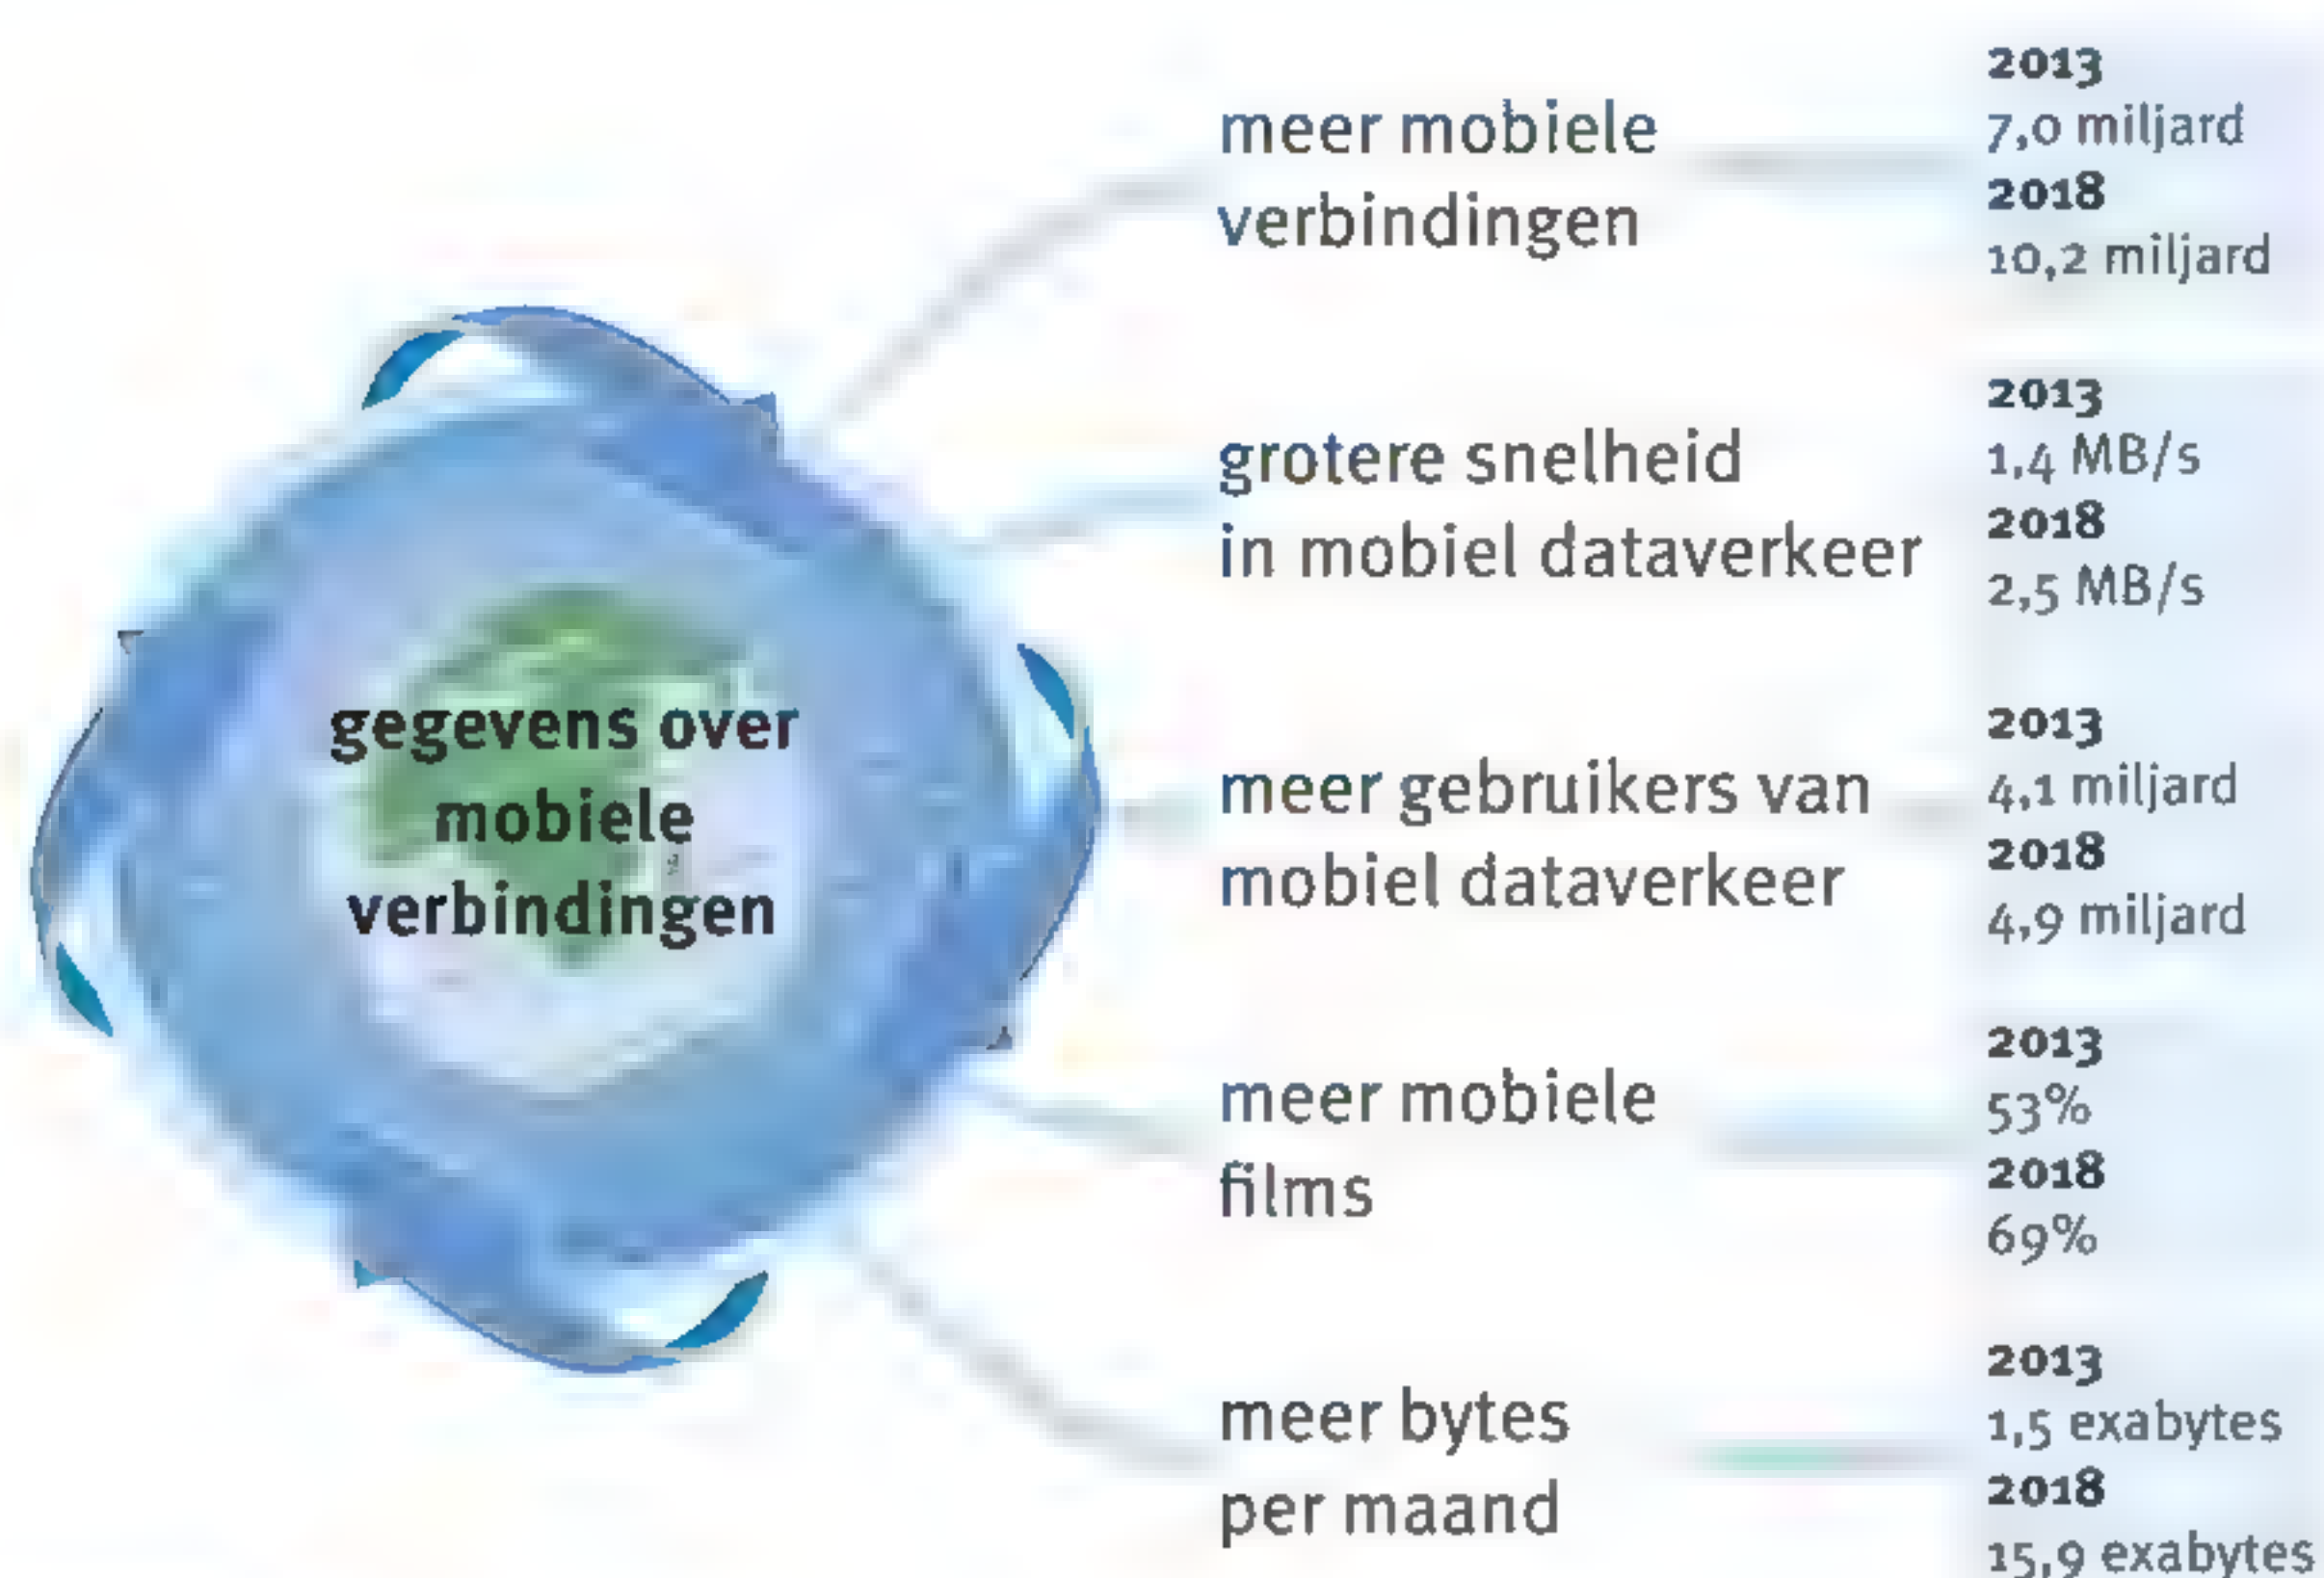 gegevens over
mobiele
verbindingen
meer mobiele
verbindingen
2013
7,0 miljard
2018
10,2 miljard
grotere snelheid
in mobiel dataverkeer
2013
1,4 MB/s
2018
2,5 MB/s
meer gebruikers van
mobiel dataverkeer
2013
4,1 miljard
2018
4,9 miljard
meer mobiele
films
2013
53%
2018
69%
meer bytes
per maand
2013
1,5 exabytes
2018
15,9 exabytes